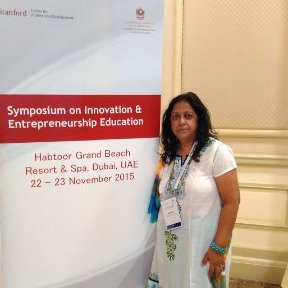 Stanford
Symposium on Innovation &
Entrepreneurship Education
Habtoor Grand Beach
Resort & Spa, Dubai, UAE
22 – 23 November 2015